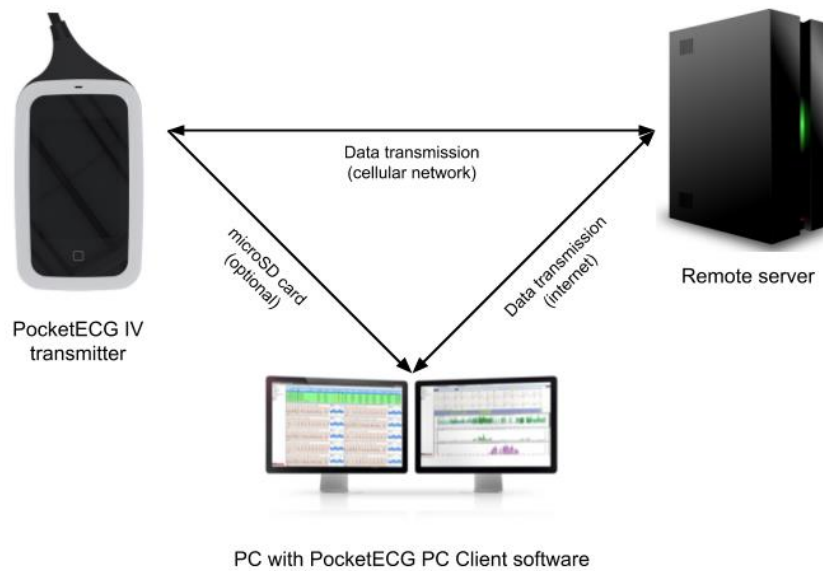 Data transmission
(cellular network)
microSD card
(optional)
Data transmission
(internet)
Remote server
PocketECG IV
transmitter
PC with PocketECG PC Client software